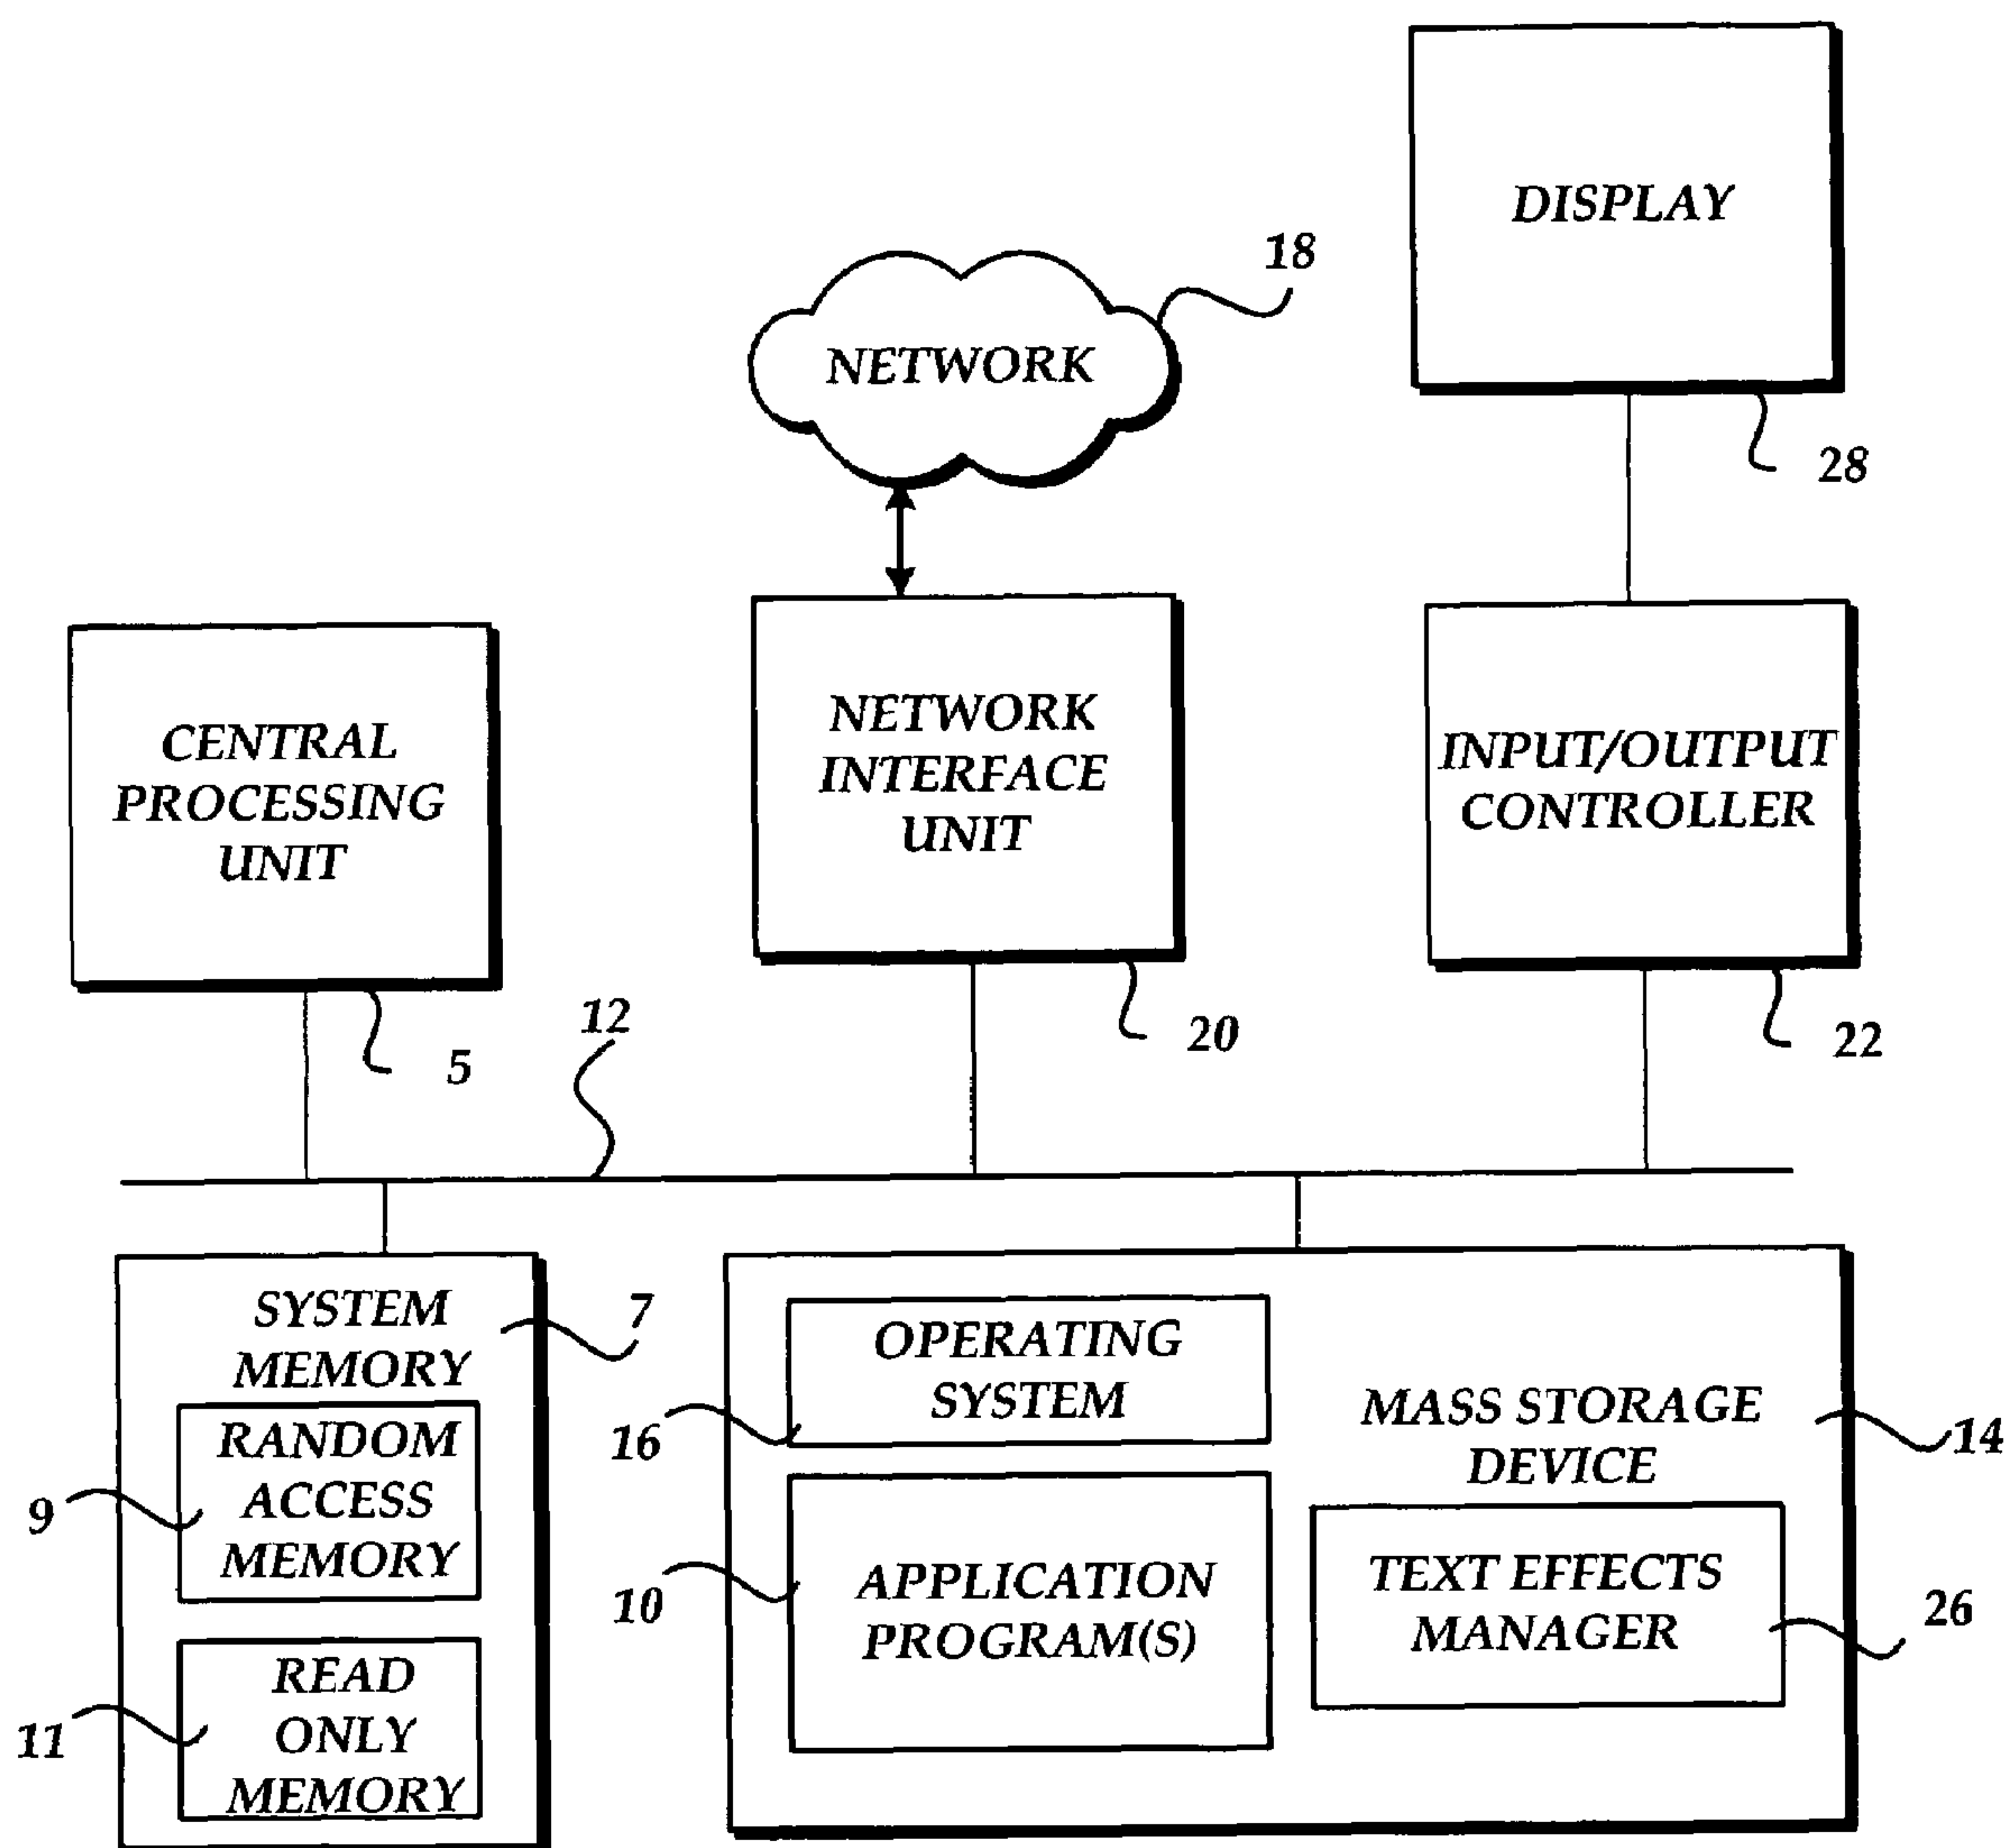 DISPLAY
28
18
NETWORK
CENTRAL
PROCESSING
UNIT
5
NETWORK
INTERFACE
UNIT
20
INPUT/OUTPUT
CONTROLLER
22
12
SYSTEM
MEMORY
7
RANDOM
ACCESS
MEMORY
9
READ
ONLY
MEMORY
11
OPERATING
SYSTEM
16
APPLICATION
PROGRAM(S)
10
MASS STORAGE
DEVICE
14
TEXT EFFECTS
MANAGER
26